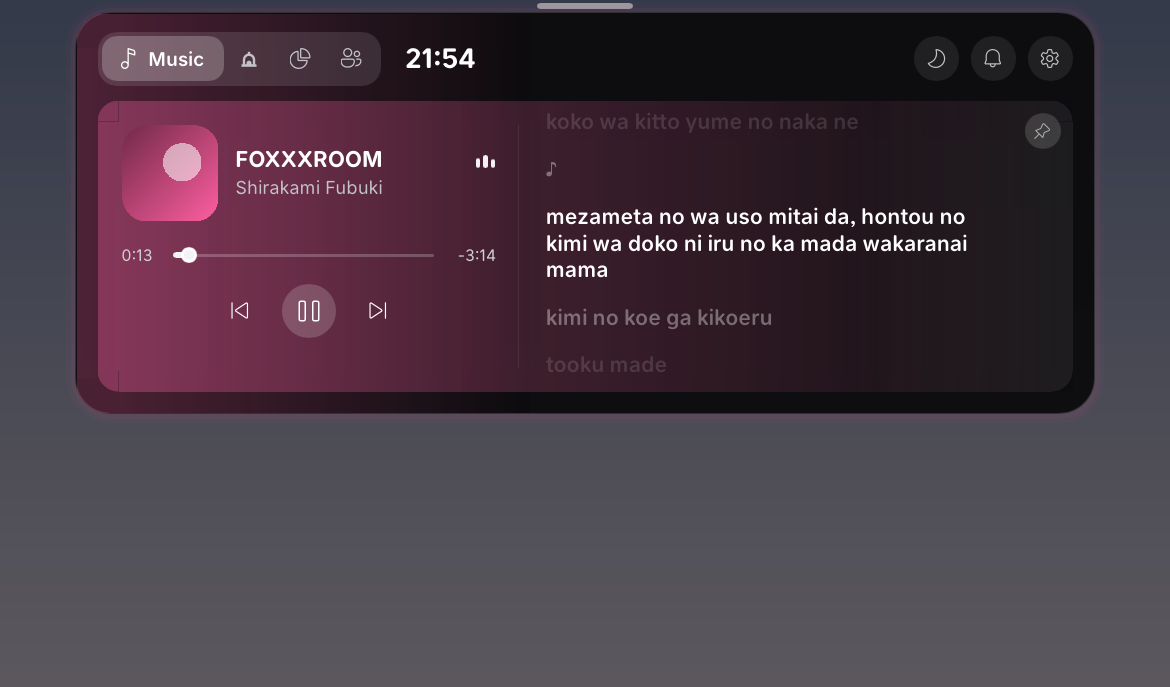 Music
21:54
FOXXXROOM
Shirakami Fubuki
0:13
-3:14
koko wa kitto yume no naka ne
♪
mezameta no wa uso mitai da, hontou no
kimi wa doko ni iru no ka mada wakaranai
mama
kimi no koe ga kikoeru
tooku made